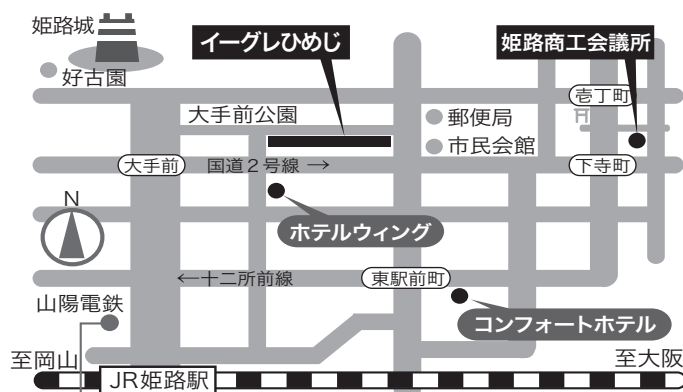 姫路城
イーグレひめじ
姫路商工会議所
好古園
壱丁町
大手前公園
郵便局
市民会館
大手前
国道2号線 →
下寺町
N
ホテルウィング
←十二所前線
東駅前町
山陽電鉄
コンフォートホテル
至岡山
至大阪
JR姫路駅